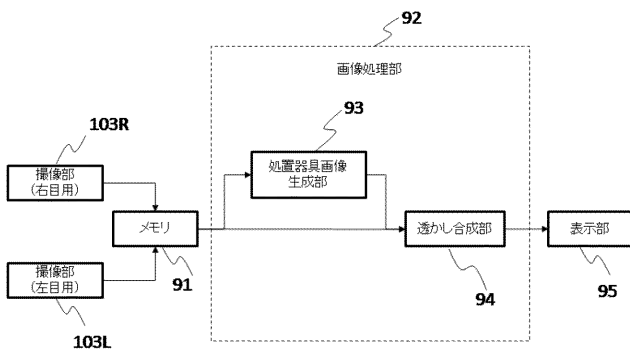 92
画像処理部
93
処置器具画像
生成部
103R
撮像部
(右目用)
メモリ
91
透かし合成部
94
表示部
95
撮像部
(左目用)
103L